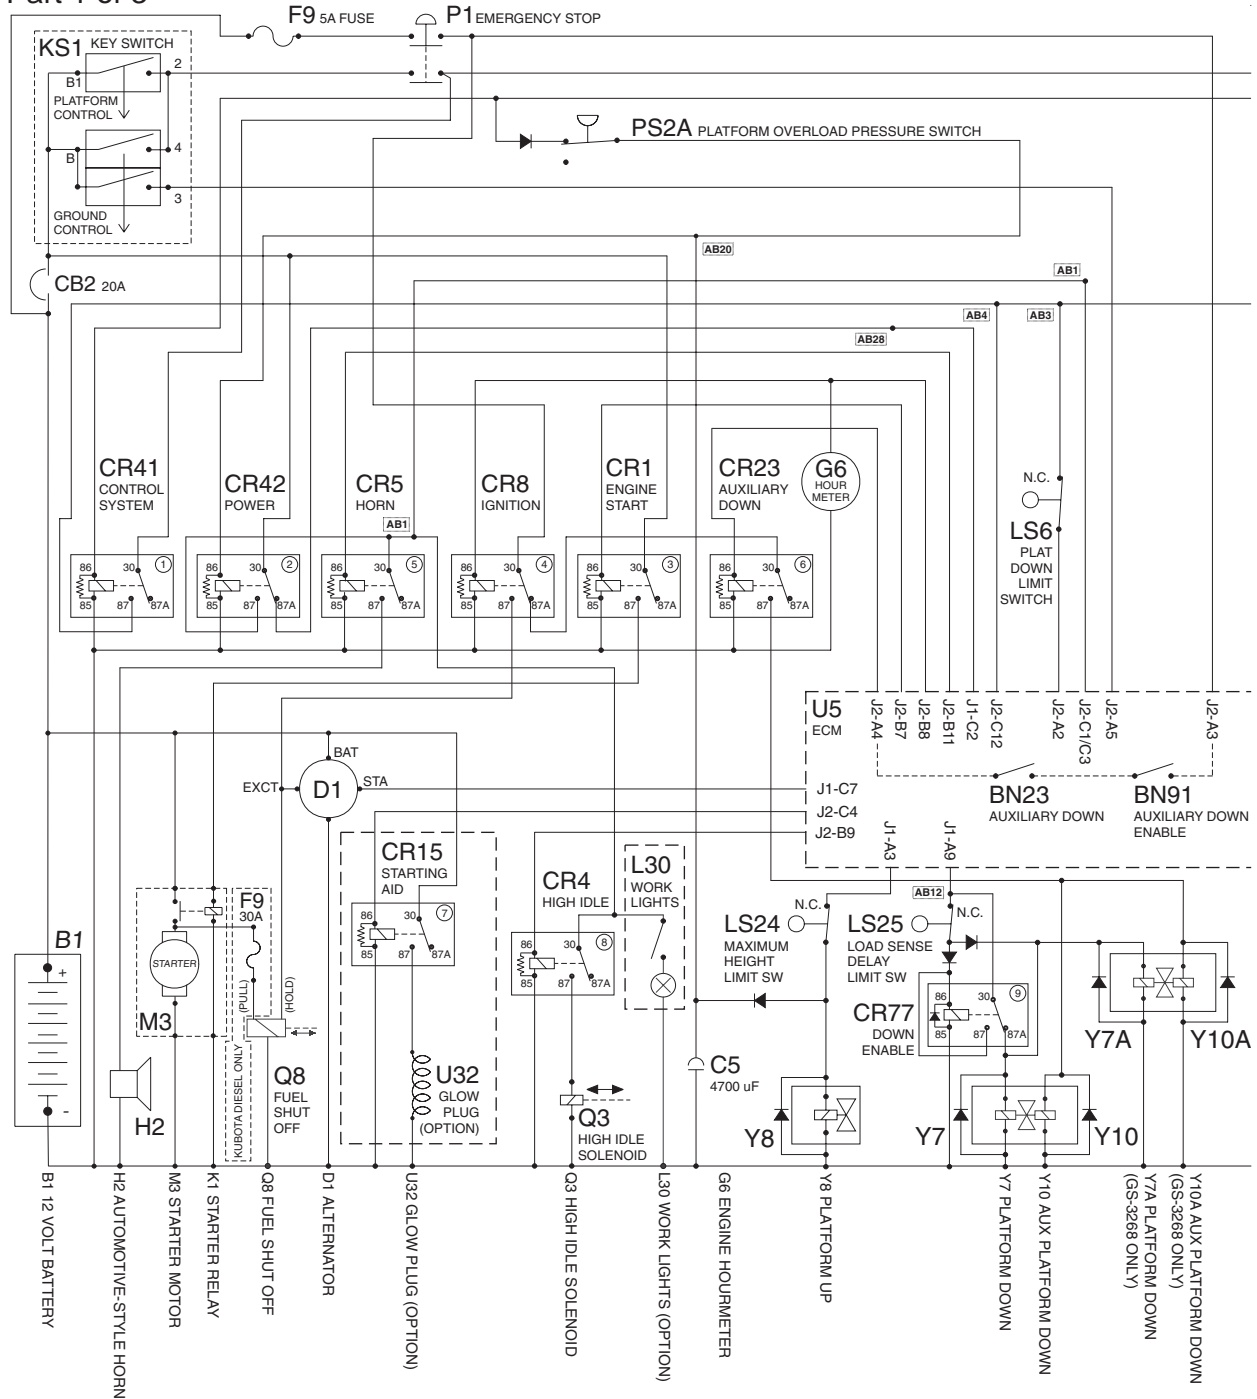 F9 5A FUSE
P1 EMERGENCY STOP
KS1 KEY SWITCH
B1
2
PLATFORM
CONTROL
B
4
3
GROUND
CONTROL
PS2A PLATFORM OVERLOAD PRESSURE SWITCH
AB20
AB1
CB2 20A
AB4
AB3
AB28
CR41
CONTROL
SYSTEM
CR42
POWER
CR5
HORN
CR8
IGNITION
CR1
ENGINE
START
CR23
AUXILIARY
DOWN
G6
HOUR
METER
N.C.
LS6
PLAT
DOWN
LIMIT
SWITCH
AB1
86 30 1
85 87 87A
86 30 2
85 87 87A
86 30 5
85 87 87A
86 30 4
85 87 87A
86 30 3
85 87 87A
86 30 6
85 87 87A
U5
ECM
J2-A4
J2-B7
J2-B8
J2-B11
J1-C2
J2-C12
J2-A2
J2-C1/C3
J2-A5
J2-A3
BN23
AUXILIARY DOWN
BN91
AUXILIARY DOWN
ENABLE
J1-C7
J2-C4
J2-B9
J1-A3
J1-A9
BAT
EXCT
D1
STA
CR15
STARTING
AID
86 30 7
85 87 87A
CR4
HIGH IDLE
86 30 8
85 87 87A
L30
WORK
LIGHTS
B1
+
-
STARTER
M3
F9
30A
(PULL)
(HOLD)
KUBOTA DIESEL ONLY
H2
Q8
FUEL
SHUT
OFF
U32
GLOW
PLUG
(OPTION)
Q3
HIGH IDLE
SOLENOID
C5
4700 uF
N.C.
LS24
MAXIMUM
HEIGHT
LIMIT SW
AB12
N.C.
LS25
LOAD SENSE
DELAY
LIMIT SW
CR77
DOWN
ENABLE
86 30 9
85 87 87A
Y7A
Y10A
Y8
Y7
Y10
B1 12 VOLT BATTERY
H2 AUTOMOTIVE-STYLE HORN
M3 STARTER MOTOR
K1 STARTER RELAY
Q8 FUEL SHUT OFF
D1 ALTERNATOR
U32 GLOW PLUG (OPTION)
Q3 HIGH IDLE SOLENOID
L30 WORK LIGHTS (OPTION)
G6 ENGINE HOURMETER
Y8 PLATFORM UP
Y7 PLATFORM DOWN
Y10 AUX PLATFORM DOWN
Y7A PLATFORM DOWN
(GS-3268 ONLY)
Y10A AUX PLATFORM DOWN
(GS-3268 ONLY)